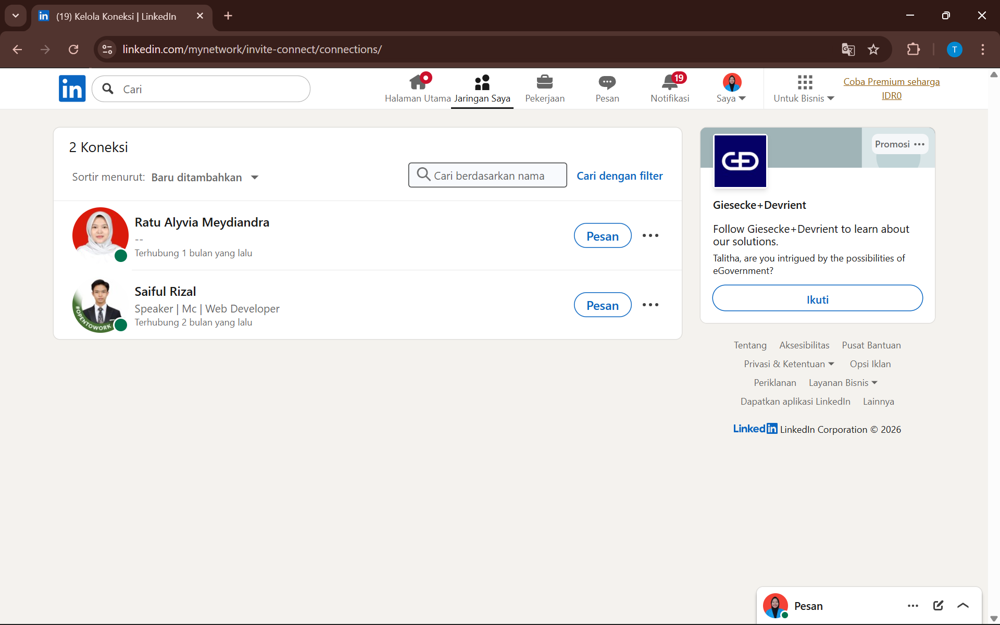 (19) Kelola Koneksi | LinkedIn
linkedin.com/mynetwork/invite-connect/connections/
T
in
Cari
Halaman Utama
Jaringan Saya
Pekerjaan
Pesan
19
Notifikasi
Saya
Untuk Bisnis
Coba Premium seharga
IDR0
2 Koneksi
Sortir menurut: Baru ditambahkan
Cari berdasarkan nama
Cari dengan filter
Ratu Alyvia Meydiandra
--
Terhubung 1 bulan yang lalu
Pesan
#OPENTOWORK
Saiful Rizal
Speaker | Mc | Web Developer
Terhubung 2 bulan yang lalu
Pesan
Promosi
Giesecke+Devrient
Follow Giesecke+Devrient to learn about
our solutions.
Talitha, are you intrigued by the possibilities of
eGovernment?
Ikuti
Tentang Aksesibilitas Pusat Bantuan
Privasi & Ketentuan Opsi Iklan
Periklanan Layanan Bisnis
Dapatkan aplikasi LinkedIn Lainnya
LinkedIn LinkedIn Corporation © 2026
Pesan